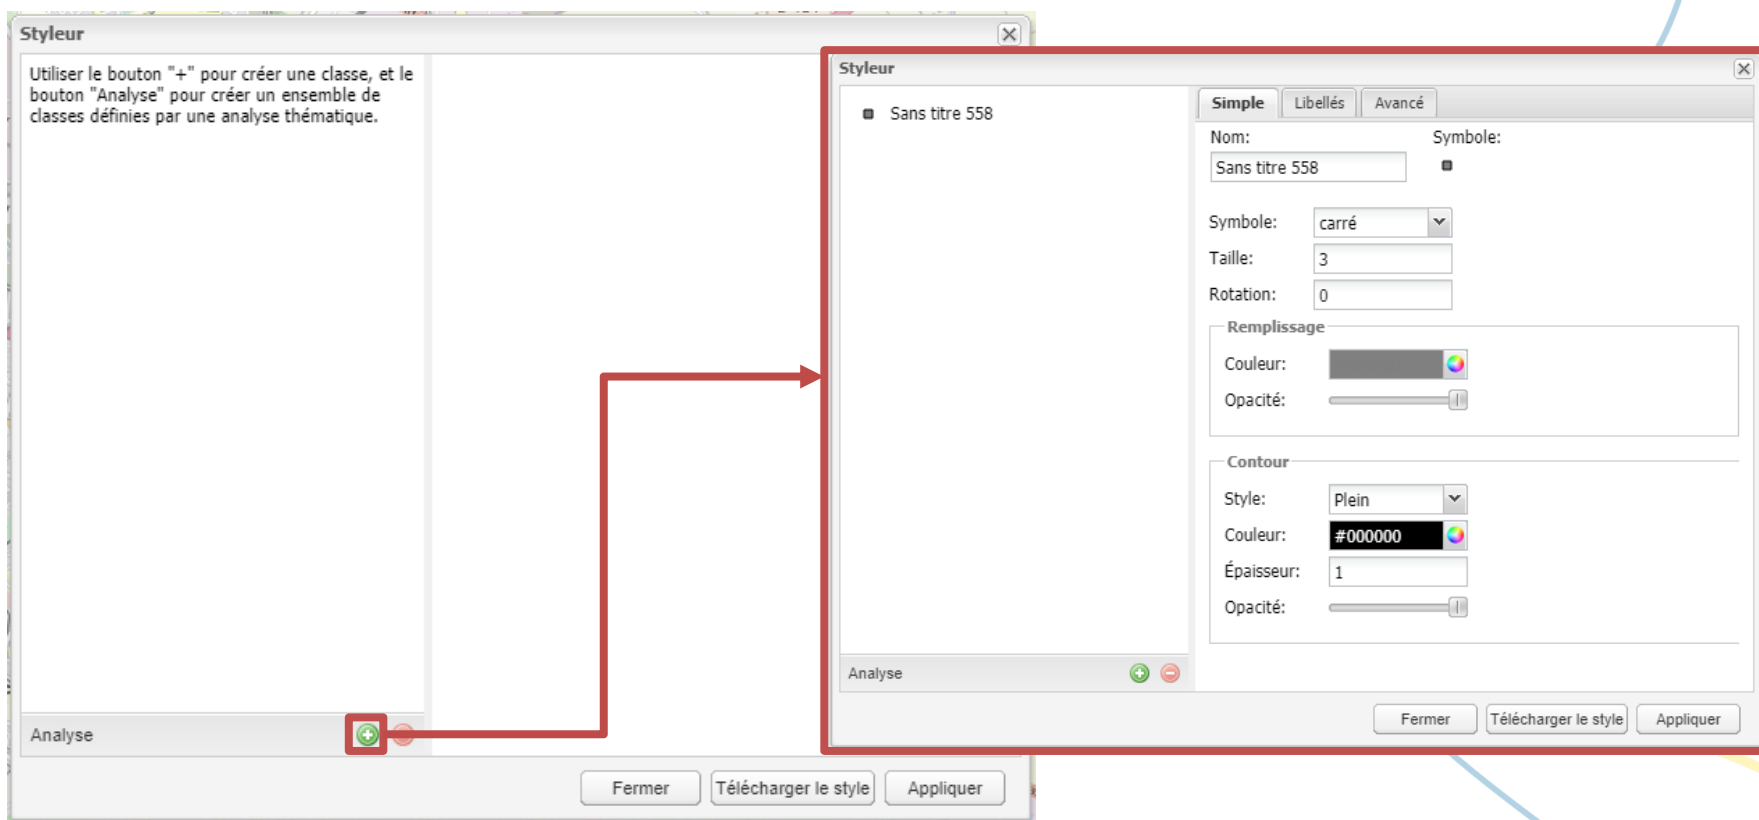 Styleur
Utiliser le bouton "+" pour créer une classe, et le
bouton "Analyse" pour créer un ensemble de
classes définies par une analyse thématique.
Analyse
Fermer
Télécharger le style
Appliquer
Styleur
Sans titre 558
Analyse
Simple
Libellés
Avancé
Nom:
Symbole:
Sans titre 558
Symbole:
carré
Taille:
3
Rotation:
0
Remplissage
Couleur:
Opacité:
Contour
Style:
Plein
Couleur:
#000000
Épaisseur:
1
Opacité:
Fermer
Télécharger le style
Appliquer